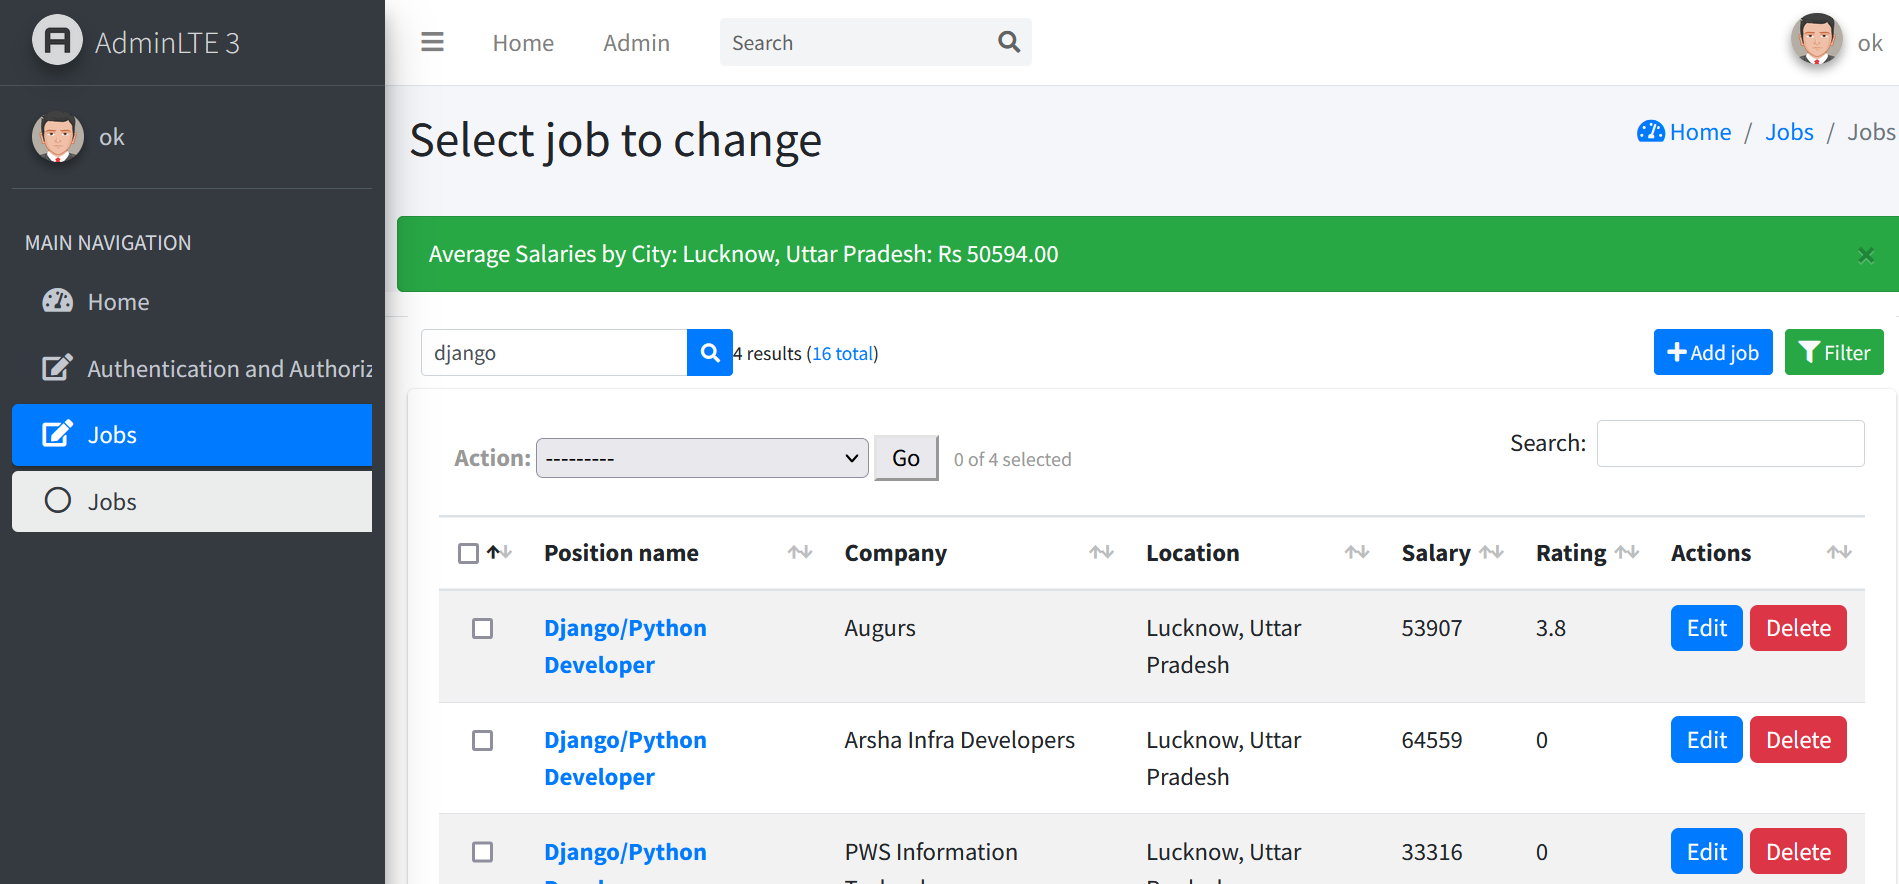 AdminLTE 3
Home
Admin
Search
ok
ok
Select job to change
Home / Jobs / Jobs
MAIN NAVIGATION
Home
Authentication and Authoriz
Jobs
Jobs
Average Salaries by City: Lucknow, Uttar Pradesh: Rs 50594.00
×
django
4 results (16 total)
Add job
Filter
Action: --------- Go 0 of 4 selected
Search:
Position name Company Location Salary Rating Actions
Django/Python Augurs Lucknow, Uttar 53907 3.8 Edit Delete
Developer Pradesh
Django/Python Arsha Infra Developers Lucknow, Uttar 64559 0 Edit Delete
Developer Pradesh
Django/Python PWS Information Lucknow, Uttar 33316 0 Edit Delete